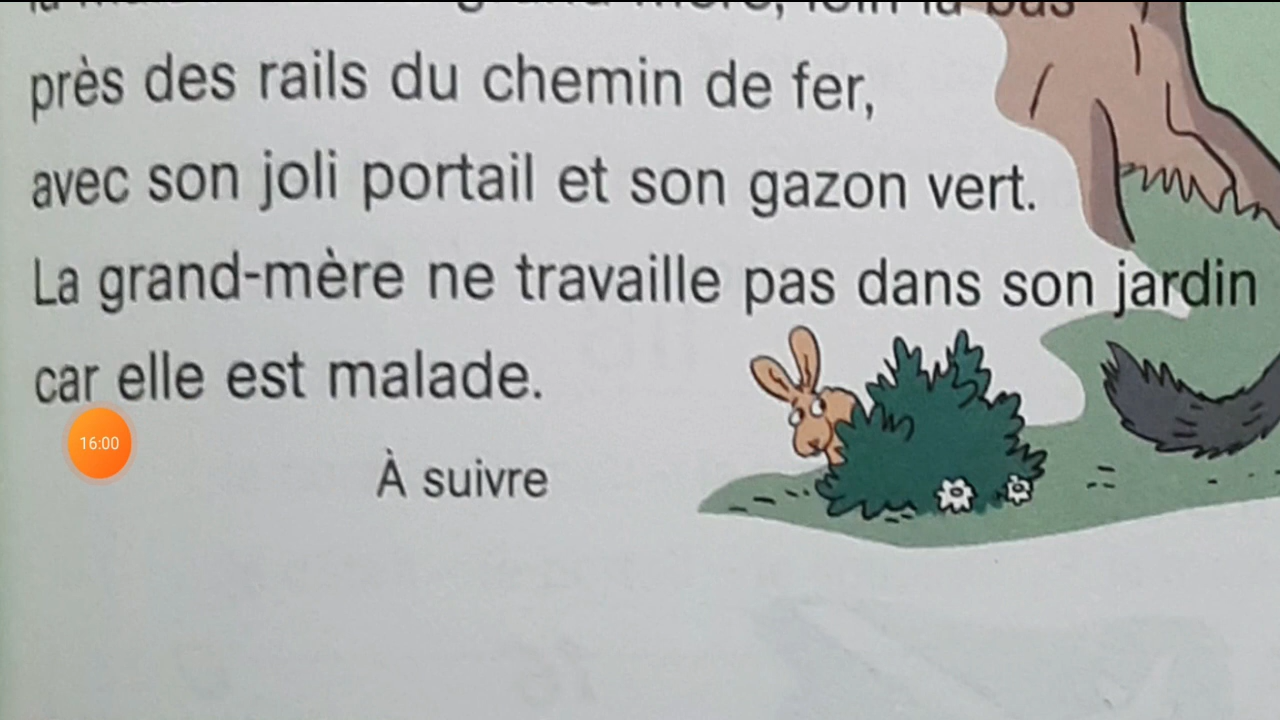 près des rails du chemin de fer,
avec son joli portail et son gazon vert.
La grand-mère ne travaille pas dans son jardin
car elle est malade.
16:00
À suivre